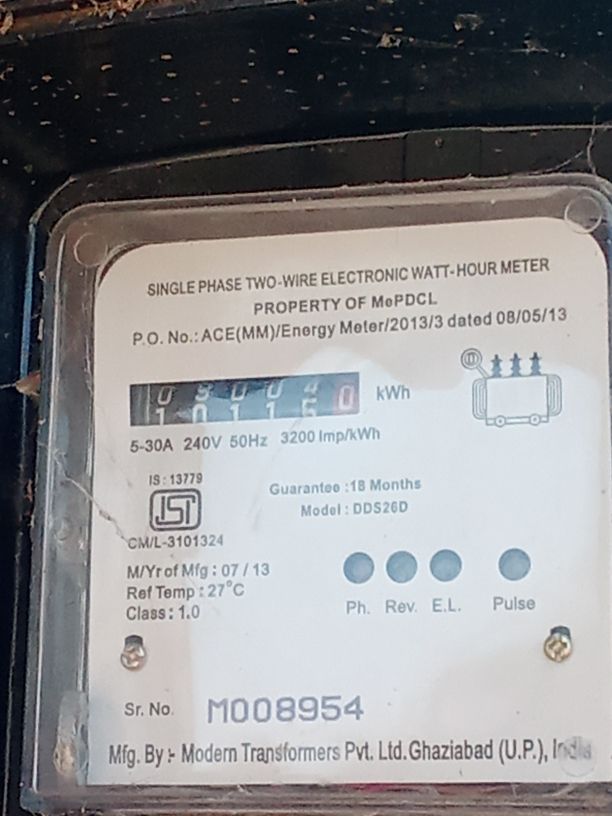 SINGLE PHASE TWO-WIRE ELECTRONIC WATT-HOUR METER
PROPERTY OF MePDCL
P.O. No.: ACE(MM)/Energy Meter/2013/3 dated 08/05/13
0 kWh
5-30A 240V 50Hz 3200 Imp/kWh
IS : 13779
ISI
CM/L-3101324
Guarantee :18 Months
Model : DDS26D
M/Yr of Mfg : 07 / 13
Ref Temp : 27°C
Class : 1.0
Ph. Rev. E.L. Pulse
Sr. No. M008954
Mfg. By :- Modern Transformers Pvt. Ltd. Ghaziabad (U.P.), India